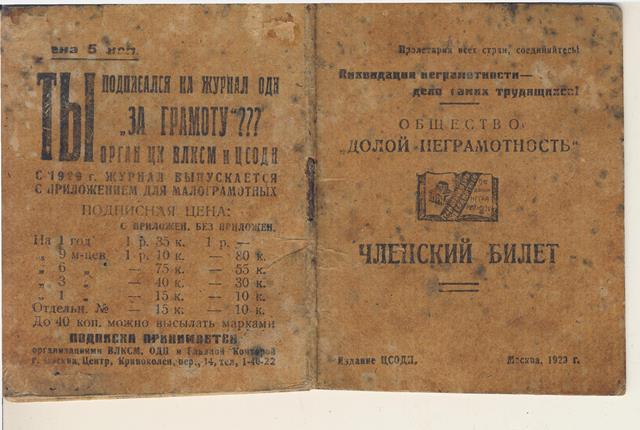 Цена 5 коп.
ТЫ
ПОДПИСАЛСЯ НА ЖУРНАЛ ОДН
„ЗА ГРАМОТУ“???
ОРГАН ЦК ВЛКСМ и ЦСОДН
С 1929 г. ЖУРНАЛ ВЫПУСКАЕТСЯ
С ПРИЛОЖЕНИЕМ ДЛЯ МАЛОГРАМОТНЫХ
ПОДПИСНАЯ ЦЕНА:
С ПРИЛОЖЕН. БЕЗ ПРИЛОЖЕН.
На 1 год 1 р. 35 к. 1 р. —
„ 9 м-цев 1 р. 10 к. — 80 к.
„ 6 „ — 75 к. — 55 к.
„ 3 „ — 40 к. — 30 к.
„ 1 „ — 15 к. — 10 к.
Отдельн. № — 15 к. — 10 к.
До 40 коп. можно высылать марками
ПОДПИСКА ПРИНИМАЕТСЯ
организациями ВЛКСМ, ОДН и Главной Конторой
г. Москва, Центр, Кривоколен. пер., 14, тел. 1-40-22
Пролетарии всех стран, соединяйтесь!
Ликвидация неграмотности—
дело самих трудящихся!
ОБЩЕСТВО
„ДОЛОЙ НЕГРАМОТНОСТЬ“
ЧЛЕНСКИЙ БИЛЕТ
Издание ЦСОДН. Москва, 1929 г.